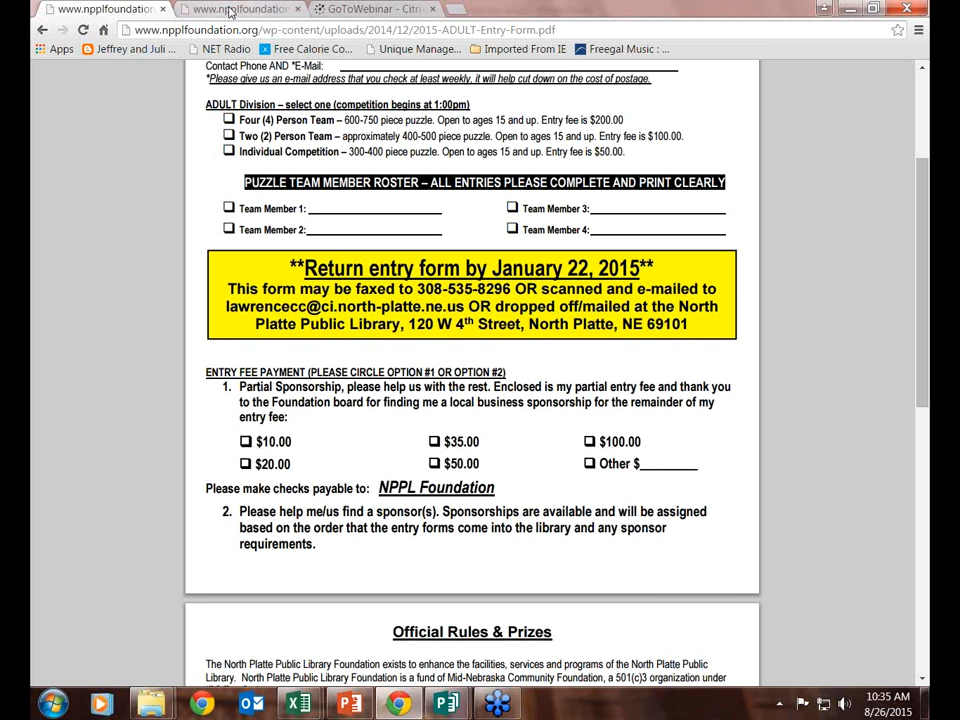 www.npplfoundation
www.npplfoundation
GoToWebinar - Citri
www.npplfoundation.org/wp-content/uploads/2014/12/2015-ADULT-Entry-Form.pdf
Apps Jeffrey and Juli ... NET Radio Free Calorie Co... Unique Manage... Imported From IE Freegal Music : ...
Contact Phone AND *E-Mail:
*Please give us an e-mail address that you check at least weekly, it will help cut down on the cost of postage.
ADULT Division – select one (competition begins at 1:00pm)
Four (4) Person Team – 600-750 piece puzzle. Open to ages 15 and up. Entry fee is $200.00
Two (2) Person Team – approximately 400-500 piece puzzle. Open to ages 15 and up. Entry fee is $100.00.
Individual Competition – 300-400 piece puzzle. Open to ages 15 and up. Entry fee is $50.00.
PUZZLE TEAM MEMBER ROSTER – ALL ENTRIES PLEASE COMPLETE AND PRINT CLEARLY
Team Member 1: Team Member 3:
Team Member 2: Team Member 4:
**Return entry form by January 22, 2015**
This form may be faxed to 308-535-8296 OR scanned and e-mailed to
lawrencecc@ci.north-platte.ne.us OR dropped off/mailed at the North
Platte Public Library, 120 W 4th Street, North Platte, NE 69101
ENTRY FEE PAYMENT (PLEASE CIRCLE OPTION #1 OR OPTION #2)
1. Partial Sponsorship, please help us with the rest. Enclosed is my partial entry fee and thank you
to the Foundation board for finding me a local business sponsorship for the remainder of my
entry fee:
$10.00 $35.00 $100.00
$20.00 $50.00 Other $
Please make checks payable to: NPPL Foundation
2. Please help me/us find a sponsor(s). Sponsorships are available and will be assigned
based on the order that the entry forms come into the library and any sponsor
requirements.
Official Rules & Prizes
The North Platte Public Library Foundation exists to enhance the facilities, services and programs of the North Platte Public
Library. North Platte Public Library Foundation is a fund of Mid-Nebraska Community Foundation, a 501(c)3 organization under
10:35 AM
8/26/2015